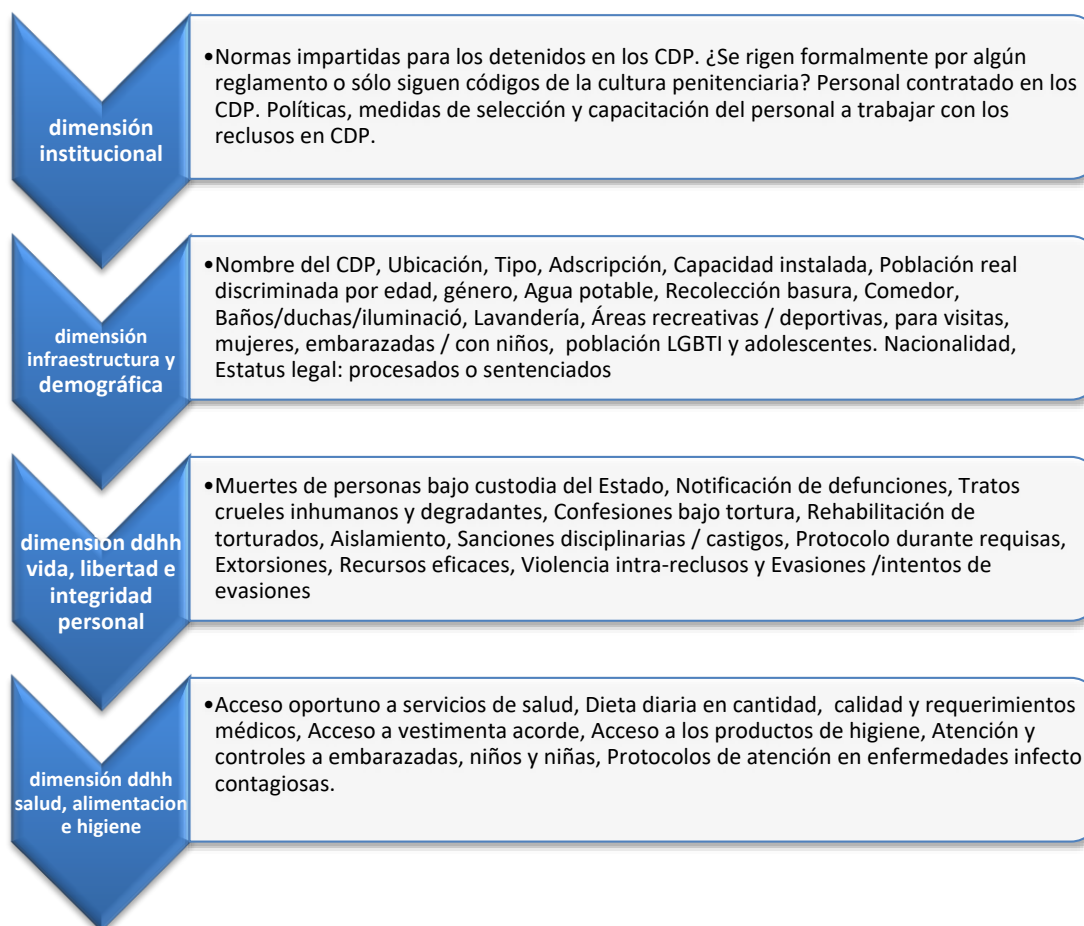 dimensión
institucional
•Normas impartidas para los detenidos en los CDP. ¿Se rigen formalmente por algún
reglamento o sólo siguen códigos de la cultura penitenciaria? Personal contratado en los
CDP. Políticas, medidas de selección y capacitación del personal a trabajar con los
reclusos en CDP.
dimensión
infraestructura y
demográfica
•Nombre del CDP, Ubicación, Tipo, Adscripción, Capacidad instalada, Población real
discriminada por edad, género, Agua potable, Recolección basura, Comedor,
Baños/duchas/iluminació, Lavandería, Áreas recreativas / deportivas, para visitas,
mujeres, embarazadas / con niños, población LGBTI y adolescentes. Nacionalidad,
Estatus legal: procesados o sentenciados
dimensión ddhh
vida, libertad e
integridad
personal
•Muertes de personas bajo custodia del Estado, Notificación de defunciones, Tratos
crueles inhumanos y degradantes, Confesiones bajo tortura, Rehabilitación de
torturados, Aislamiento, Sanciones disciplinarias / castigos, Protocolo durante requisas,
Extorsiones, Recursos eficaces, Violencia intra-reclusos y Evasiones /intentos de
evasiones
dimensión ddhh
salud, alimentacion
e higiene
•Acceso oportuno a servicios de salud, Dieta diaria en cantidad, calidad y requerimientos
médicos, Acceso a vestimenta acorde, Acceso a los productos de higiene, Atención y
controles a embarazadas, niños y niñas, Protocolos de atención en enfermedades infecto
contagiosas.